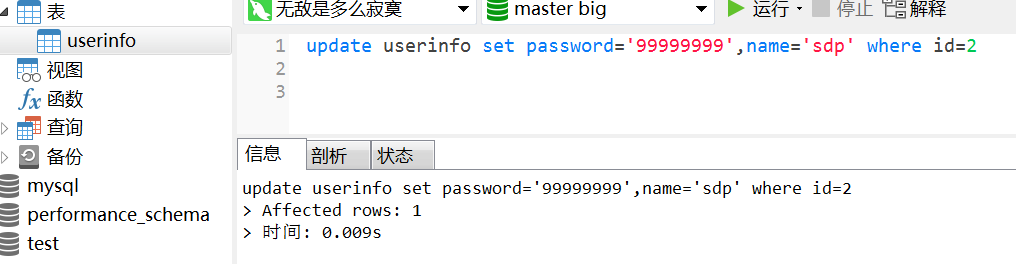 表
userinfo
视图
fx 函数
查询
备份
mysql
performance_schema
test
无敌是多么寂寞 master big 运行 停止 解释
1 update userinfo set password='99999999',name='sdp' where id=2
2
3
信息 剖析 状态
update userinfo set password='99999999',name='sdp' where id=2
> Affected rows: 1
> 时间: 0.009s